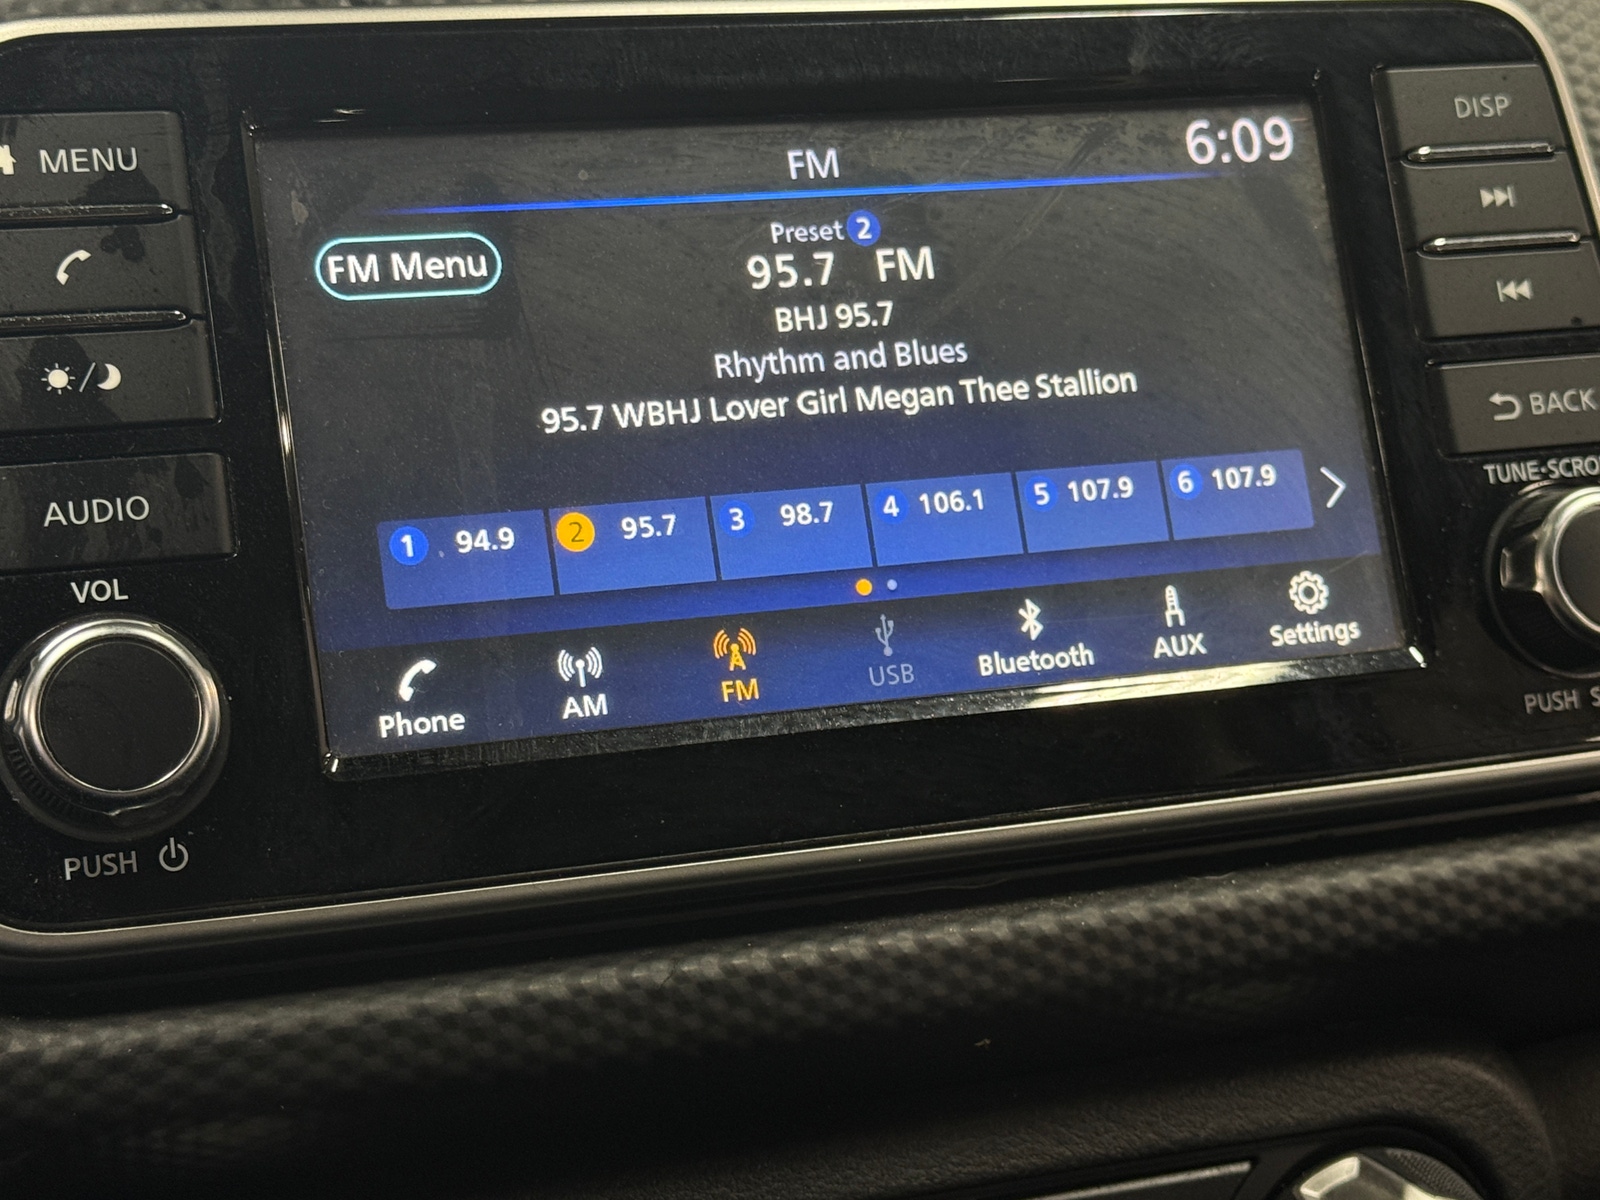 MENU
AUDIO
VOL
PUSH
FM
6:09
FM Menu
Preset 2
95.7 FM
BHJ 95.7
Rhythm and Blues
95.7 WBHJ Lover Girl Megan Thee Stallion
1 94.9
2 95.7
3 98.7
4 106.1
5 107.9
6 107.9
Phone
AM
FM
USB
Bluetooth
AUX
Settings
DISP
BACK
TUNE·SCRO
PUSH